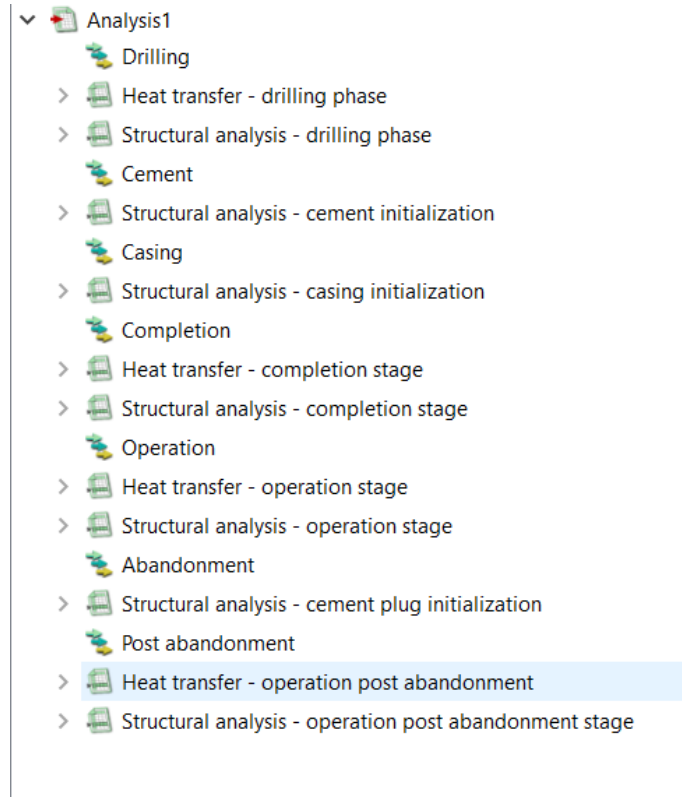 Analysis1
Drilling
Heat transfer - drilling phase
Structural analysis - drilling phase
Cement
Structural analysis - cement initialization
Casing
Structural analysis - casing initialization
Completion
Heat transfer - completion stage
Structural analysis - completion stage
Operation
Heat transfer - operation stage
Structural analysis - operation stage
Abandonment
Structural analysis - cement plug initialization
Post abandonment
Heat transfer - operation post abandonment
Structural analysis - operation post abandonment stage